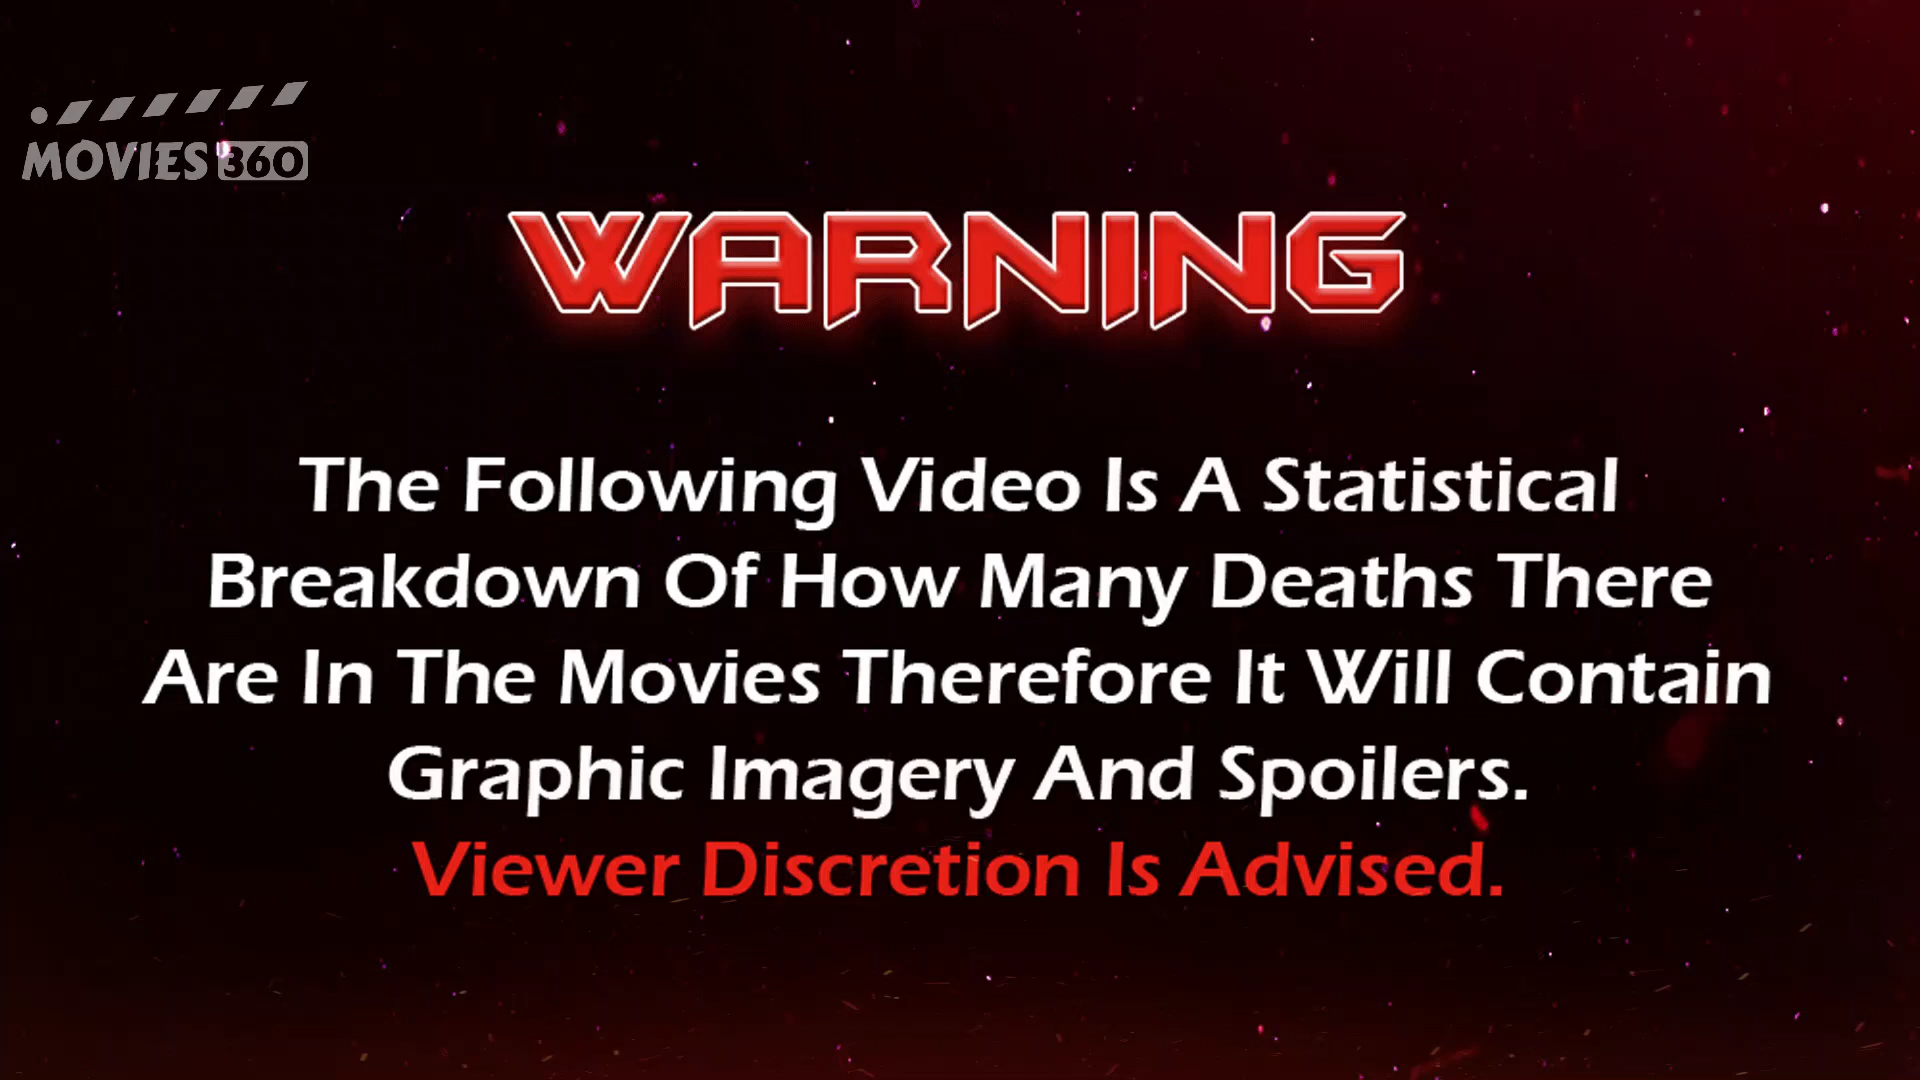 MOVIES 360
WARNING
The Following Video Is A Statistical
Breakdown Of How Many Deaths There
Are In The Movies Therefore It Will Contain
Graphic Imagery And Spoilers.
Viewer Discretion Is Advised.